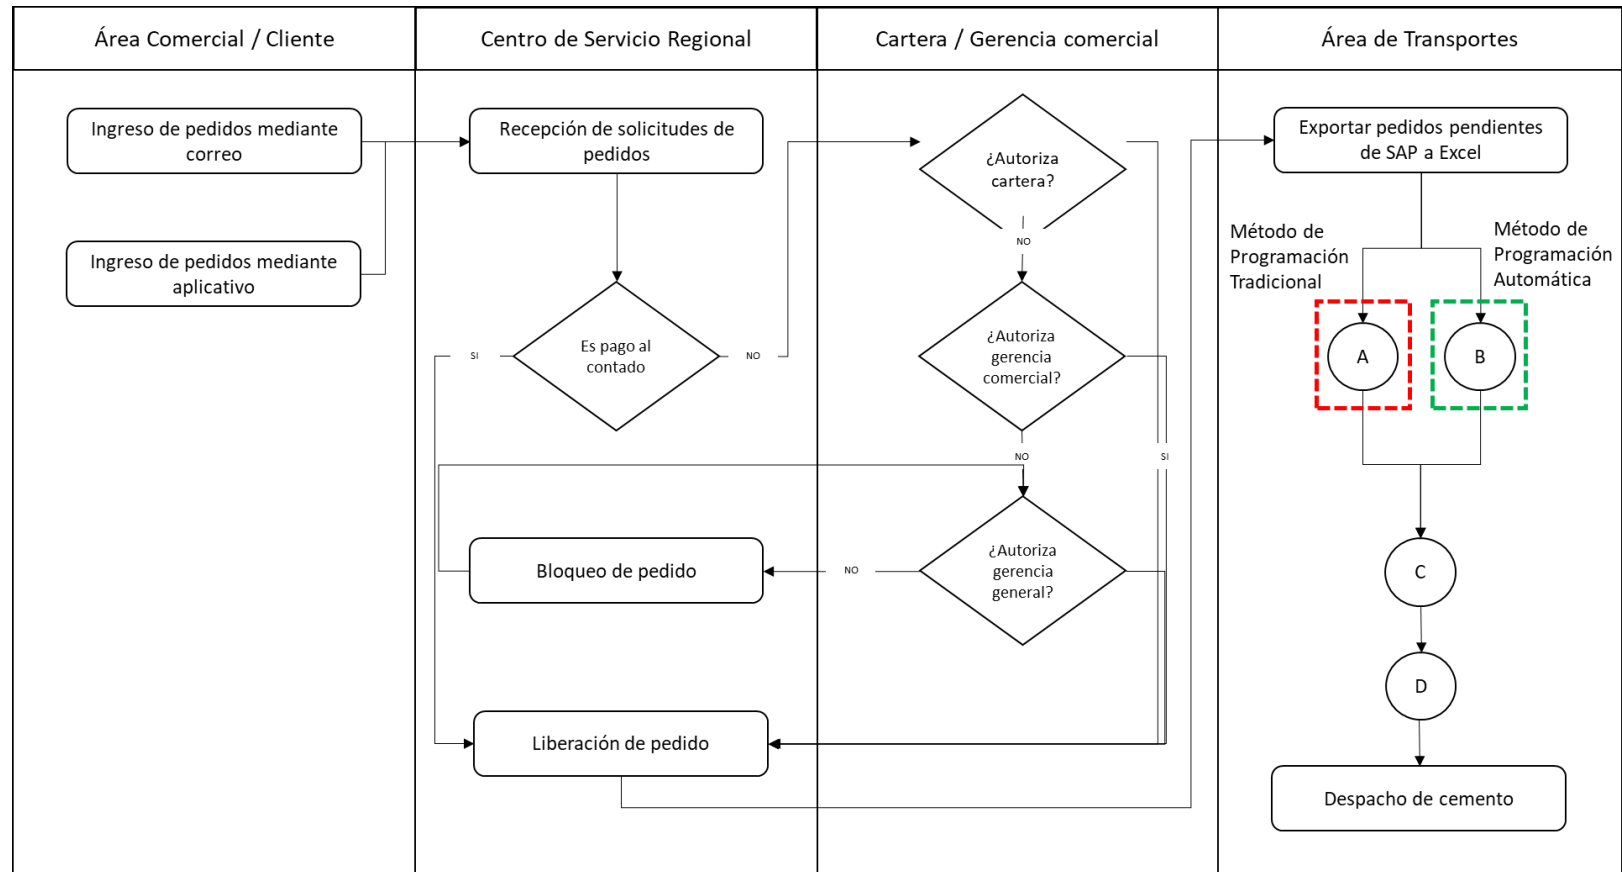 Área Comercial / Cliente
Centro de Servicio Regional
Cartera / Gerencia comercial
Área de Transportes
Ingreso de pedidos mediante
correo
Ingreso de pedidos mediante
aplicativo
Recepción de solicitudes de
pedidos
Es pago al
contado
SI
NO
Bloqueo de pedido
Liberación de pedido
¿Autoriza
cartera?
NO
¿Autoriza
gerencia
comercial?
NO
SI
¿Autoriza
gerencia
general?
NO
Exportar pedidos pendientes
de SAP a Excel
Método de
Programación
Tradicional
Método de
Programación
Automática
A
B
C
D
Despacho de cemento